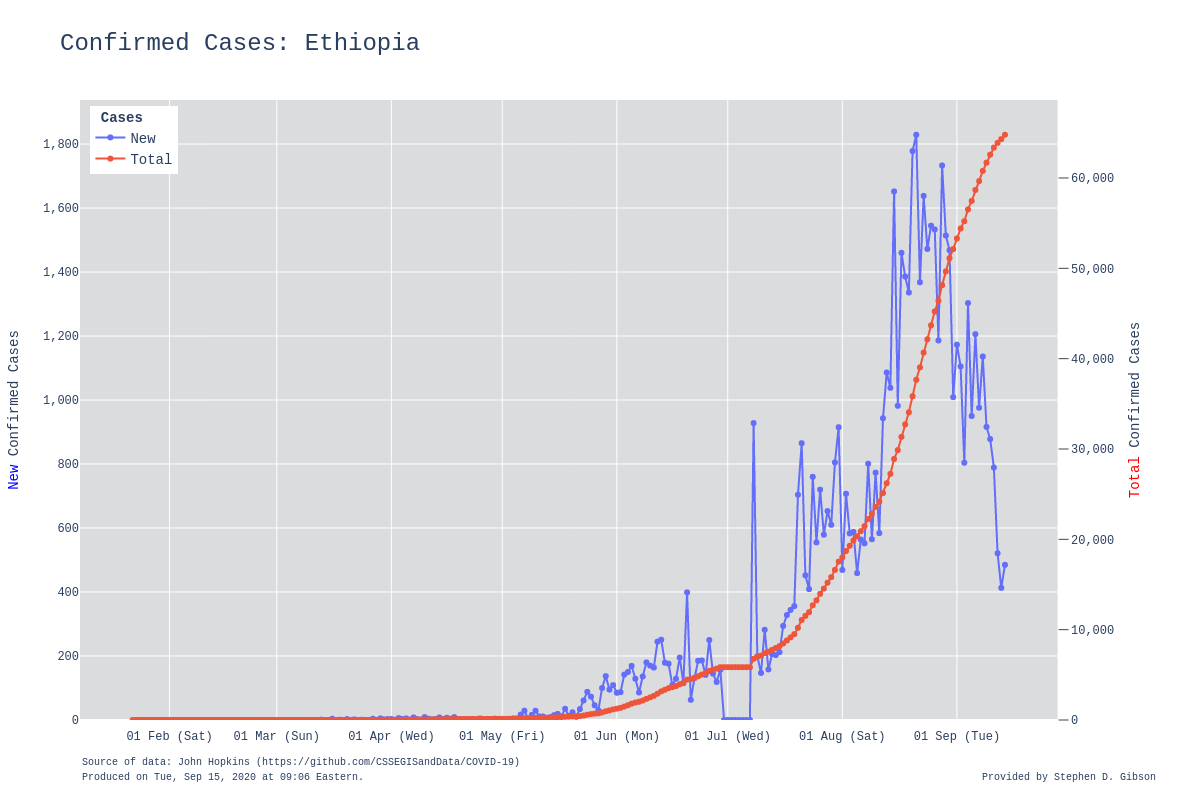 Confirmed Cases: Ethiopia
Cases
New
Total
1,800
1,600
1,400
1,200
1,000
800
600
400
200
0
New Confirmed Cases
60,000
50,000
40,000
30,000
20,000
10,000
0
Total Confirmed Cases
01 Feb (Sat) 01 Mar (Sun) 01 Apr (Wed) 01 May (Fri) 01 Jun (Mon) 01 Jul (Wed) 01 Aug (Sat) 01 Sep (Tue)
Source of data: John Hopkins (https://github.com/CSSEGISandData/COVID-19)
Produced on Tue, Sep 15, 2020 at 09:06 Eastern.
Provided by Stephen D. Gibson